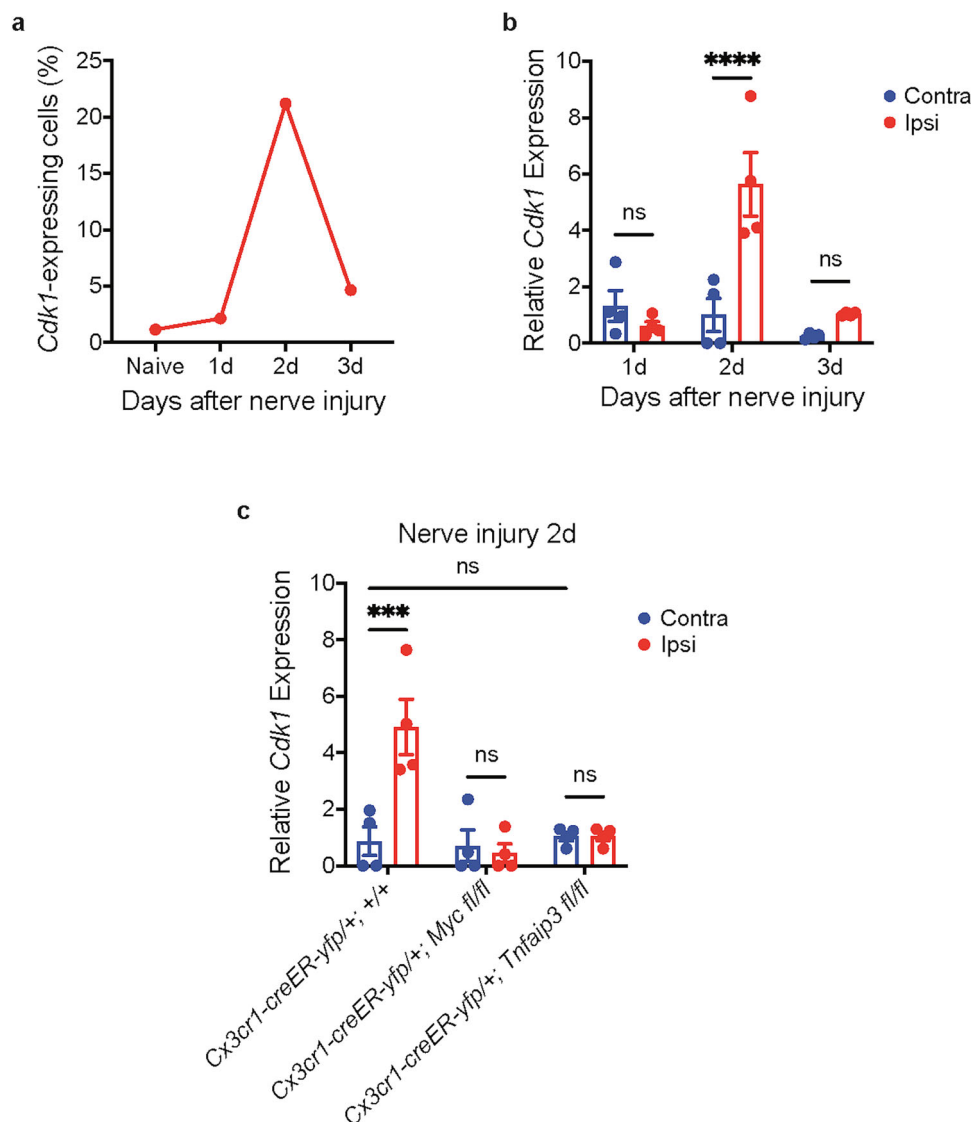 a
Cdk1-expressing cells (%)
25
20
15
10
5
0
Naive 1d 2d 3d
Days after nerve injury
b
Relative Cdk1 Expression
10
8
6
4
2
0
ns
****
ns
1d 2d 3d
Days after nerve injury
Contra
Ipsi
c
Nerve injury 2d
Relative Cdk1 Expression
10
8
6
4
2
0
ns
***
ns
ns
Contra
Ipsi
Cx3cr1-creER-yfp/+; +/+
Cx3cr1-creER-yfp/+; Myc fl/fl
Cx3cr1-creER-yfp/+; Tnfaip3 fl/fl